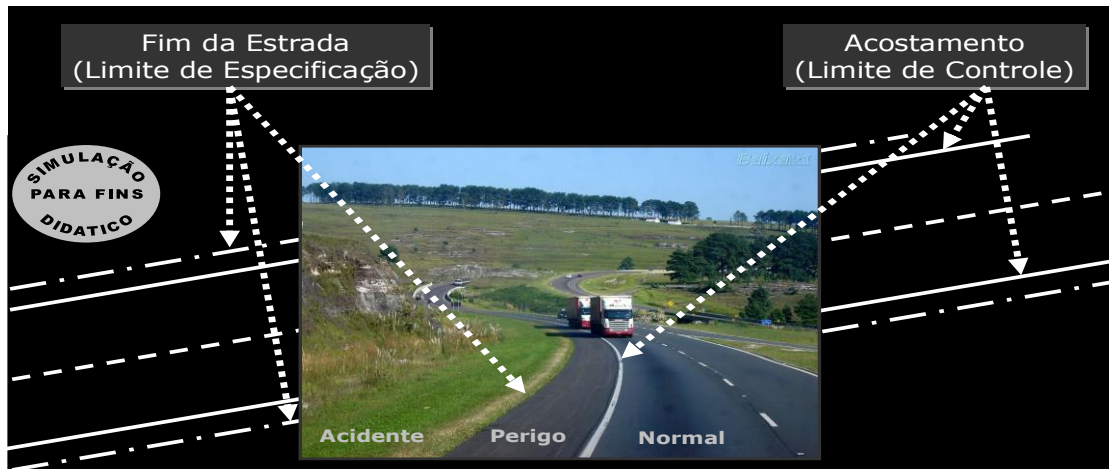 Fim da Estrada
(Limite de Especificação)
Acostamento
(Limite de Controle)
SIMULAÇÃO
PARA FINS
DIDATICO
Acidente
Perigo
Normal